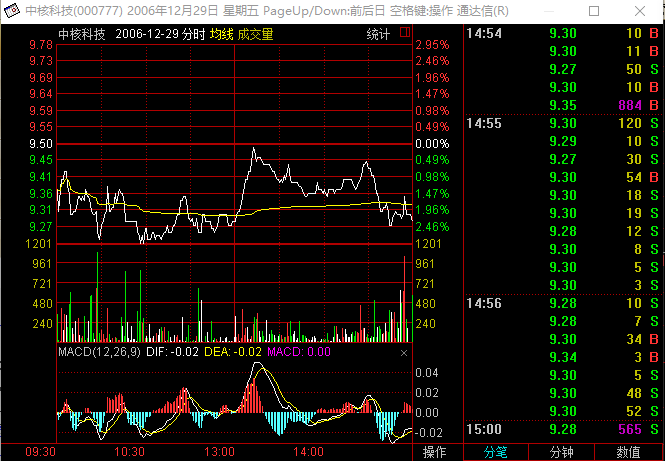 中核科技(000777) 2006年12月29日 星期五 PageUp/Down:前后日 空格键:操作 通达信(R)
中核科技 2006-12-29 分时 均线 成交量 统计
9.78 2.95%
9.74 2.46%
9.70 2.11%
9.67 1.47%
9.63 1.40%
9.59 0.98%
9.55 0.49%
9.50 0.00%
9.45 0.49%
9.41 0.98%
9.36 1.47%
9.31 1.96%
9.27 2.46%
1201 1201
961 961
721 721
480 480
240 240
MACD(12,26,9) DIF: -0.02 DEA: -0.02 MACD: 0.00
0.04
0.02
0.00
-0.02
09:30 10:30 13:00 14:00 操作
14:54 9.30 10 B
9.30 11 B
9.27 50 S
9.30 10 B
9.35 884 B
14:55 9.30 120 S
9.29 10 S
9.27 30 S
9.30 54 B
9.30 18 S
9.30 19 S
9.28 12 S
9.30 8 S
9.30 5 S
9.30 3 S
14:56 9.28 10 S
9.28 7 S
9.30 34 B
9.34 3 B
9.30 5 S
9.30 48 S
9.30 52 S
15:00 9.28 565 S
分笔 分钟 数值